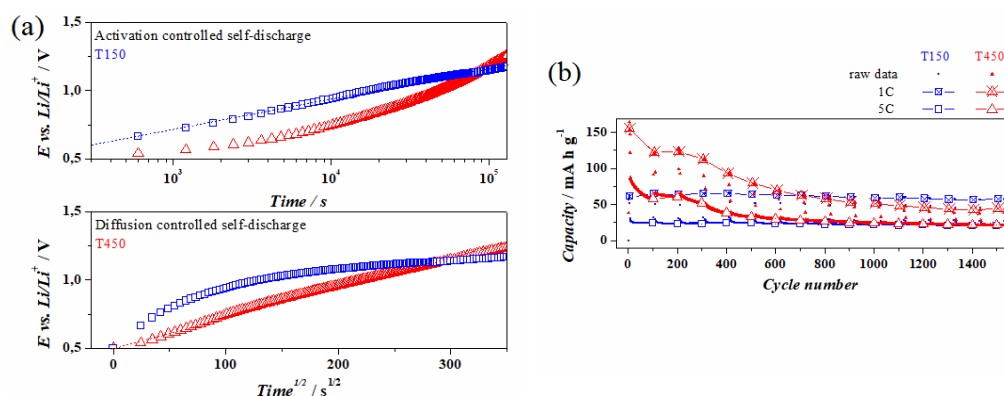 (a)
1,5
Activation controlled self-discharge
T150
1,0
0,5
E vs. Li/Li⁺ / V
10³
10⁴
10⁵
Time / s
1,5
Diffusion controlled self-discharge
T450
1,0
0,5
E vs. Li/Li⁺ / V
0
100
200
300
Time^1/2 / s^1/2
(b)
T150 T450
raw data
1C
5C
150
100
50
0
Capacity / mA h g⁻¹
0 200 400 600 800 1000 1200 1400
Cycle number